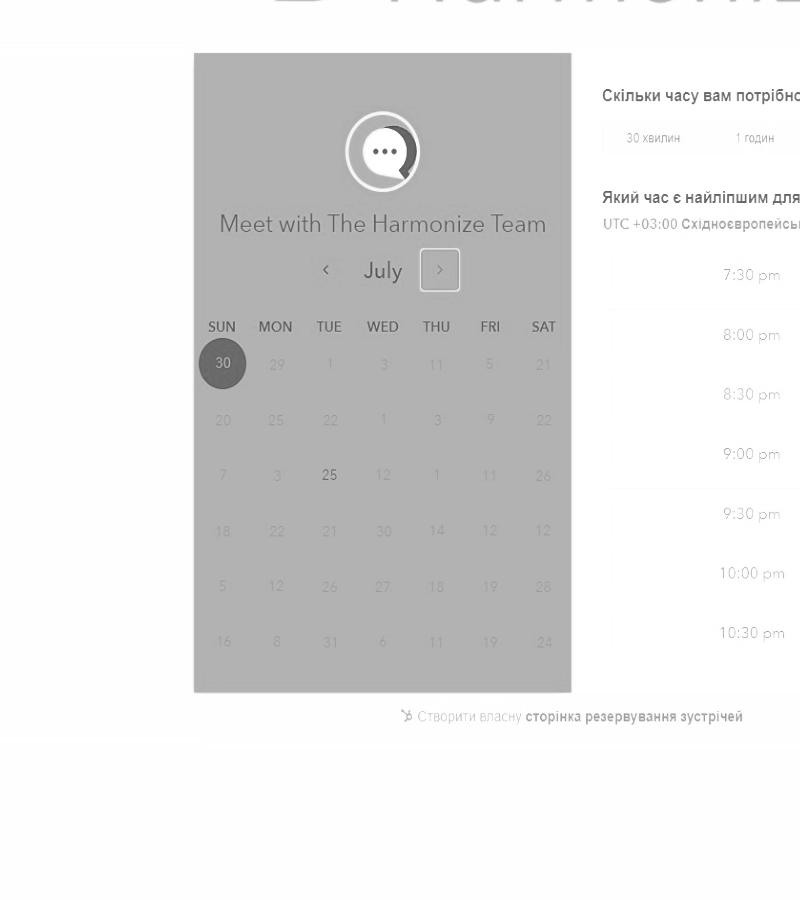 Meet with The Harmonize Team
July
SUN MON TUE WED THU FRI SAT
30 29 1 3 11 5 21
20 25 22 1 3 9 22
7 3 25 12 1 11 26
18 22 21 30 14 12 12
5 12 26 27 18 19 28
16 8 31 6 11 19 24
Скільки часу вам потрібно
30 хвилин 1 годин
Який час є найліпшим для
UTC +03:00 Східноєвропейсь
7:30 pm
8:00 pm
8:30 pm
9:00 pm
9:30 pm
10:00 pm
10:30 pm
Створити власну сторінка резервування зустрічей